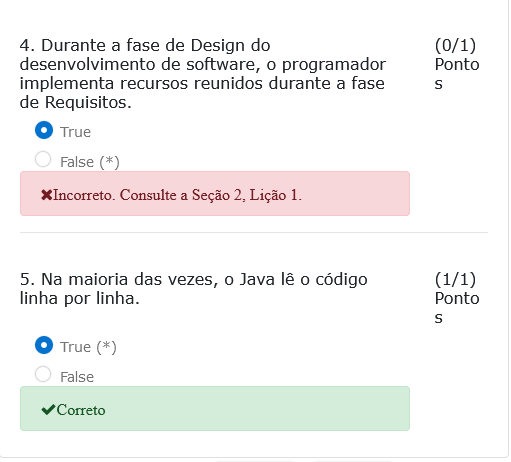 4. Durante a fase de Design do
desenvolvimento de software, o programador
implementa recursos reunidos durante a fase
de Requisitos.
(0/1)
Ponto
s
True
False (*)
✖Incorreto. Consulte a Seção 2, Lição 1.
5. Na maioria das vezes, o Java lê o código
linha por linha.
(1/1)
Ponto
s
True (*)
False
✔Correto